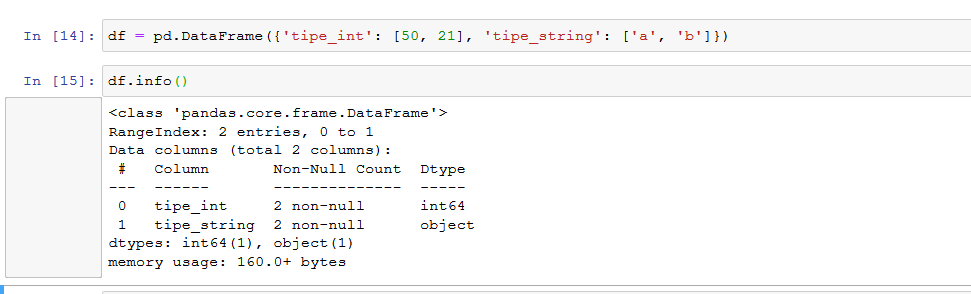 In [14]: df = pd.DataFrame({'tipe_int': [50, 21], 'tipe_string': ['a', 'b']})
In [15]: df.info()
<class 'pandas.core.frame.DataFrame'>
RangeIndex: 2 entries, 0 to 1
Data columns (total 2 columns):
 #   Column       Non-Null Count  Dtype
---  ------       --------------  -----
 0   tipe_int     2 non-null      int64
 1   tipe_string  2 non-null      object
dtypes: int64(1), object(1)
memory usage: 160.0+ bytes